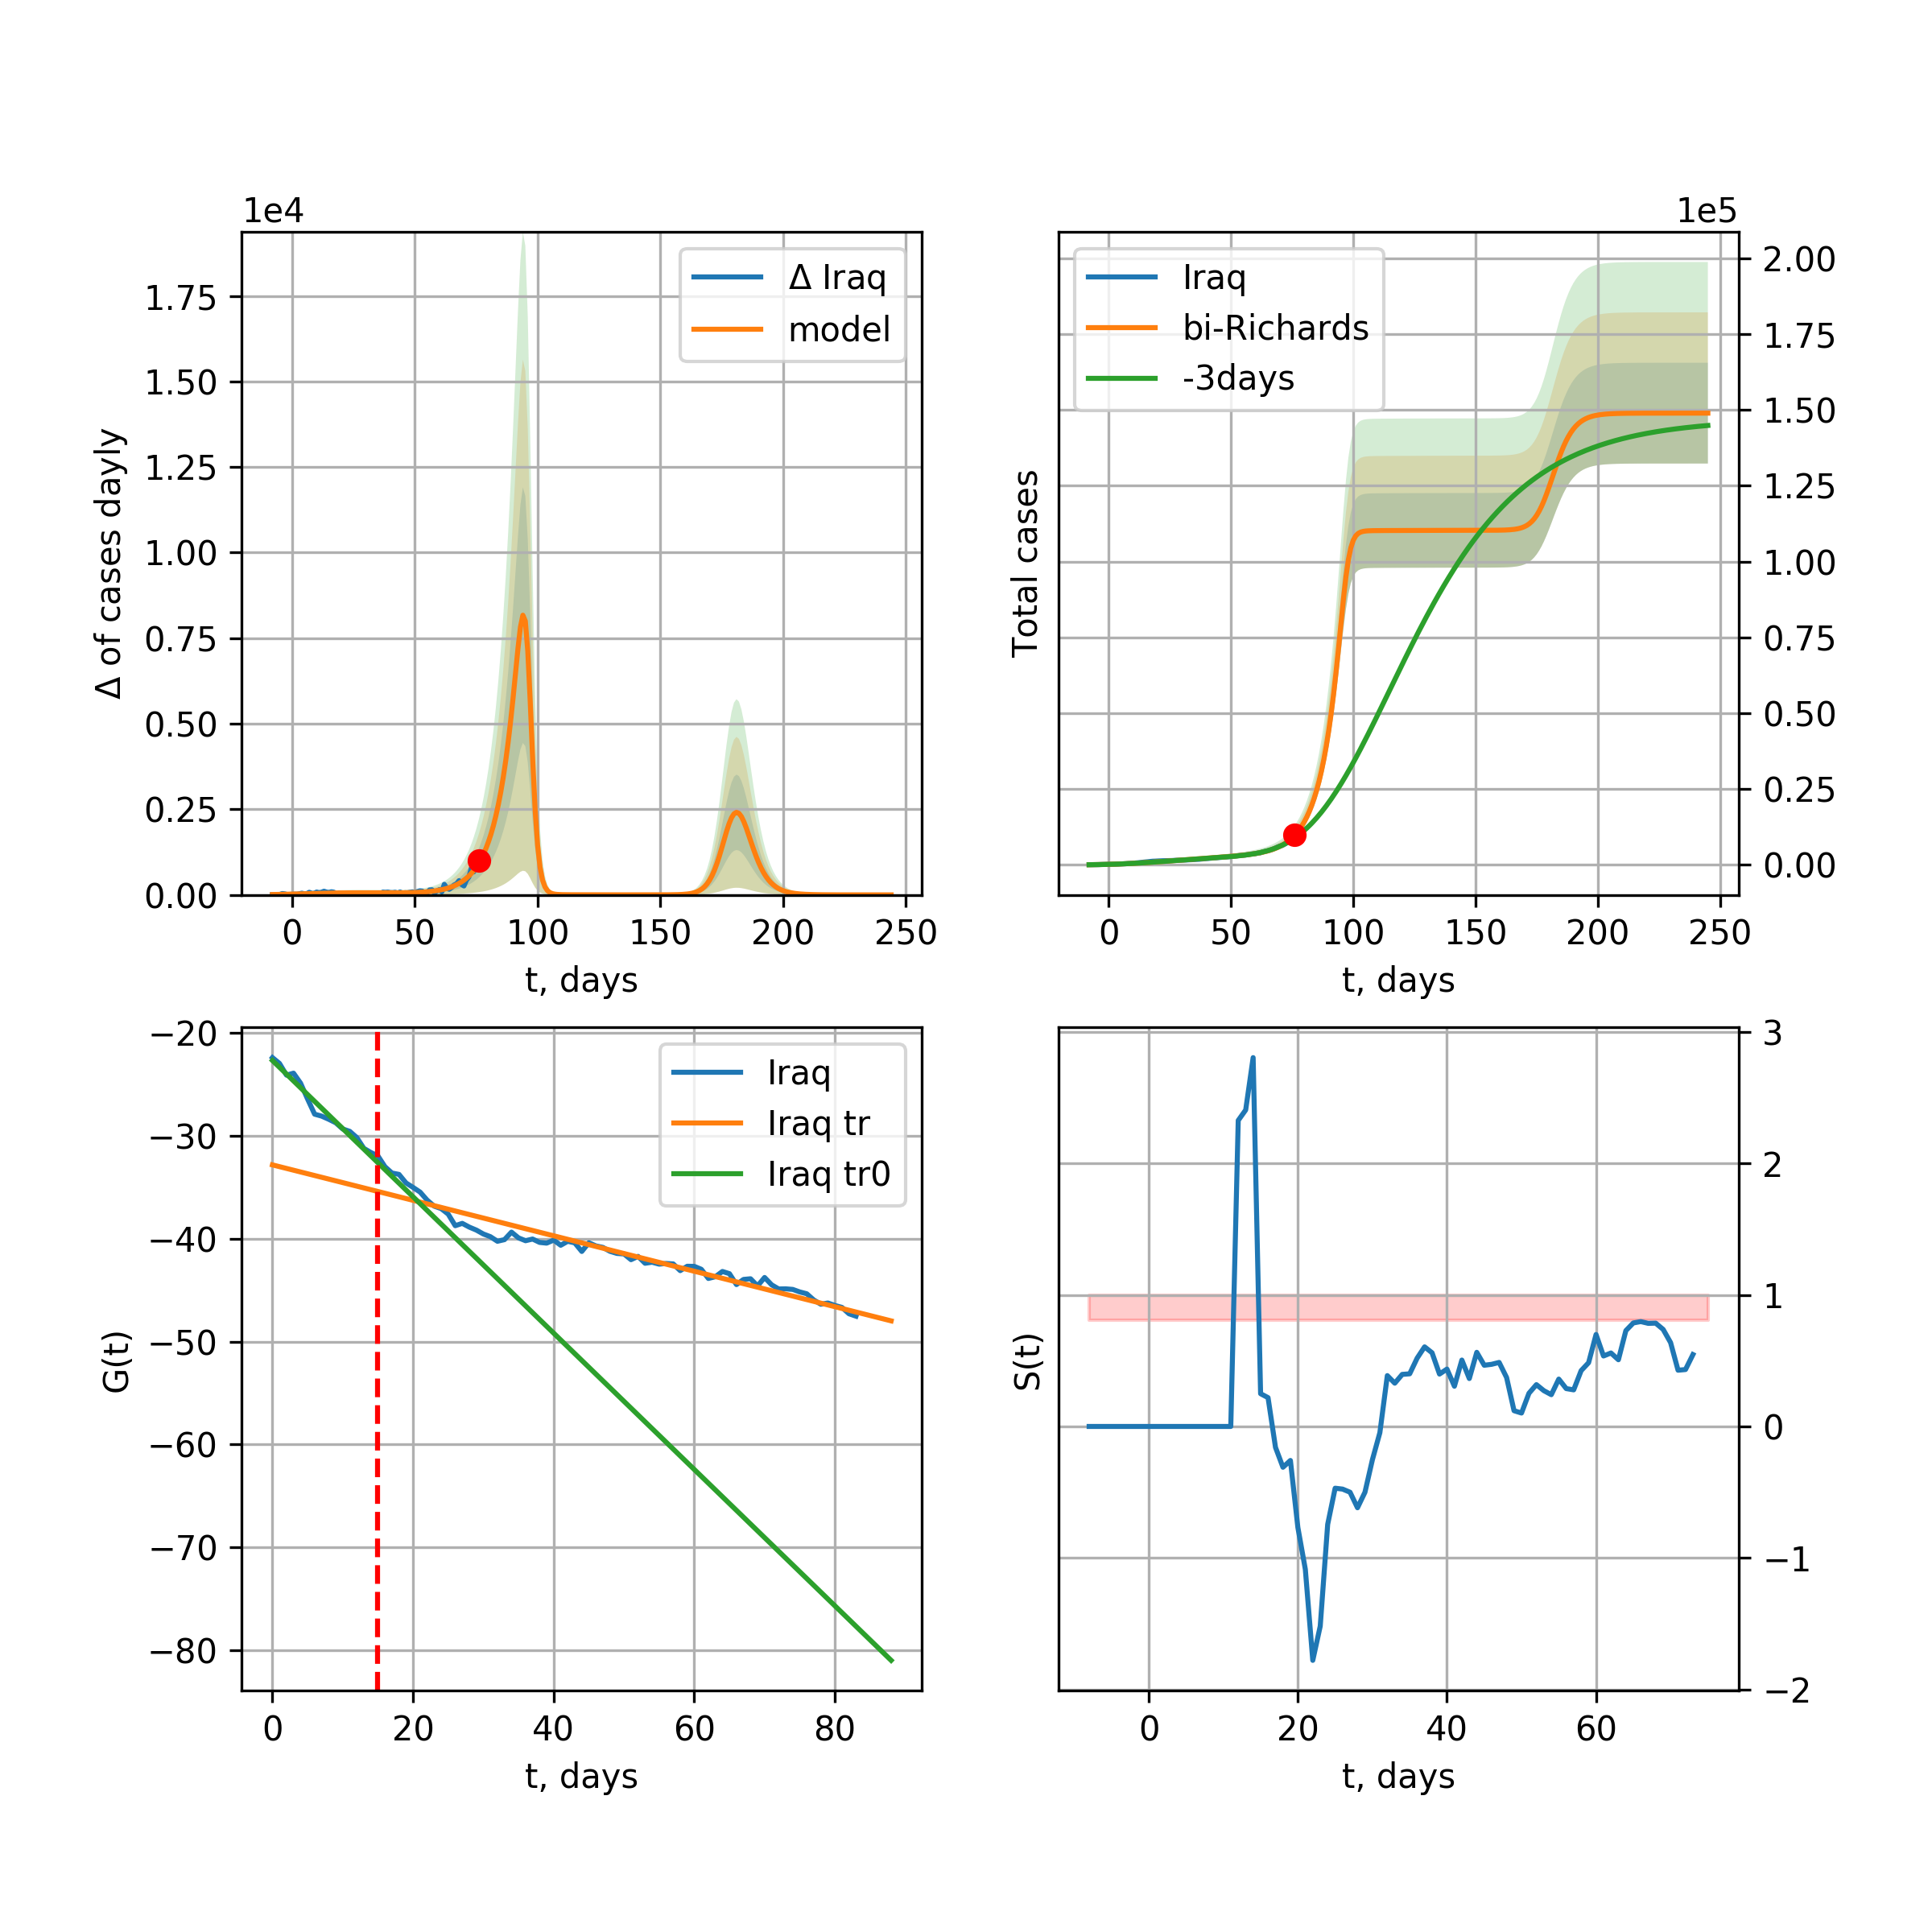 1e4
Δ of cases dayly
1.75
1.50
1.25
1.00
0.75
0.50
0.25
0.00
0 50 100 150 200 250
t, days
Δ Iraq
model
1e5
Total cases
2.00
1.75
1.50
1.25
1.00
0.75
0.50
0.25
0.00
0 50 100 150 200 250
t, days
Iraq
bi-Richards
-3days
G(t)
−20
−30
−40
−50
−60
−70
−80
0 20 40 60 80
t, days
Iraq
Iraq tr
Iraq tr0
S(t)
3
2
1
0
−1
−2
0 20 40 60
t, days